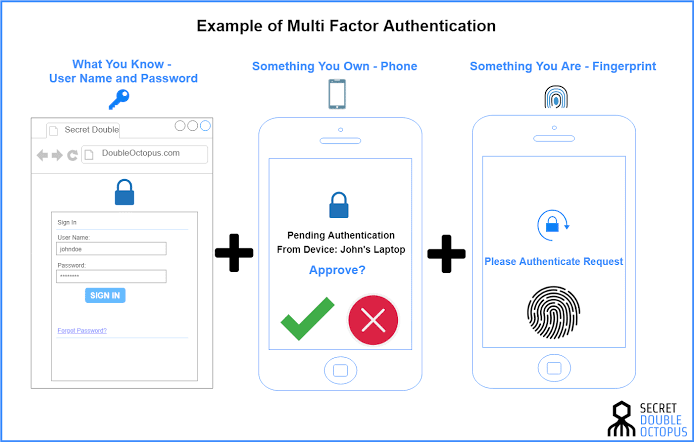 Example of Multi Factor Authentication
What You Know -
User Name and Password
Secret Double
DoubleOctopus.com
Sign In
User Name:
johndoe
Password:
********
SIGN IN
Forgot Password?
Something You Own - Phone
Pending Authentication
From Device: John's Laptop
Approve?
Something You Are - Fingerprint
Please Authenticate Request
SECRET
DOUBLE
OCTOPUS